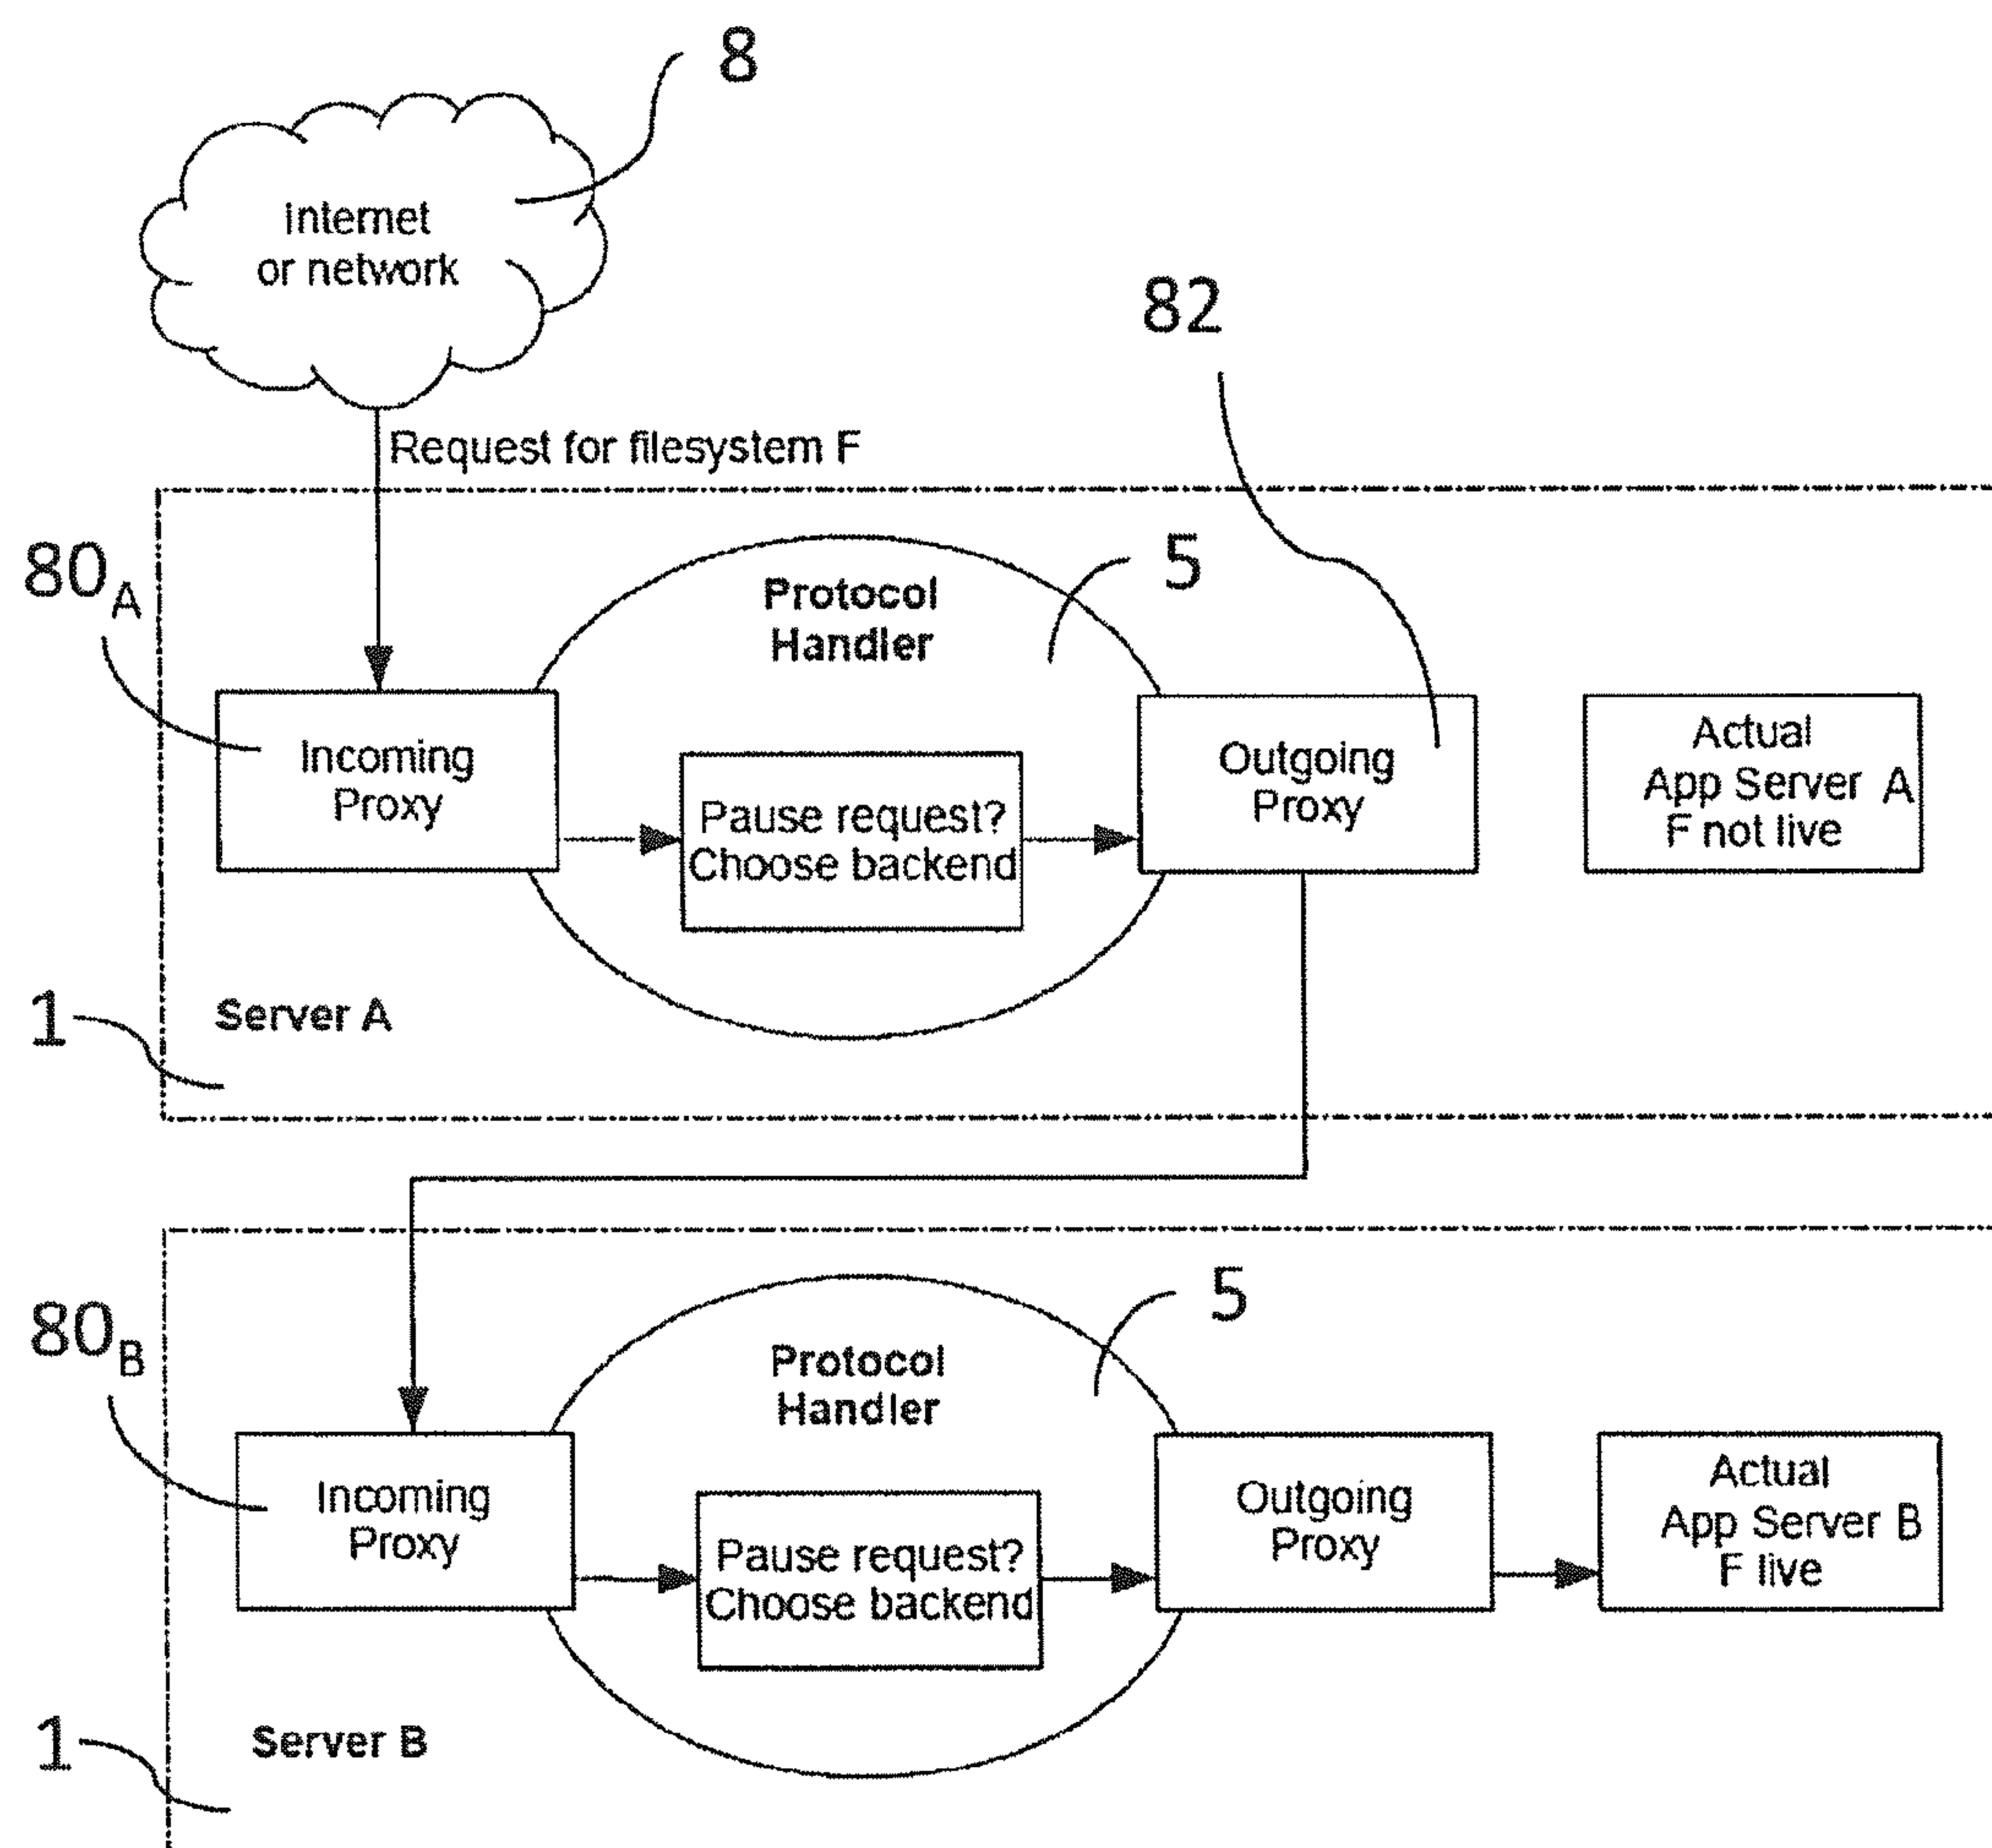 8
Internet
or network
82
Request for filesystem F
80A
5
Protocol
Handler
Incoming
Proxy
Pause request?
Choose backend
Outgoing
Proxy
Actual
App Server A
F not live
1
Server A
80B
5
Protocol
Handler
Incoming
Proxy
Pause request?
Choose backend
Outgoing
Proxy
Actual
App Server B
F live
1
Server B